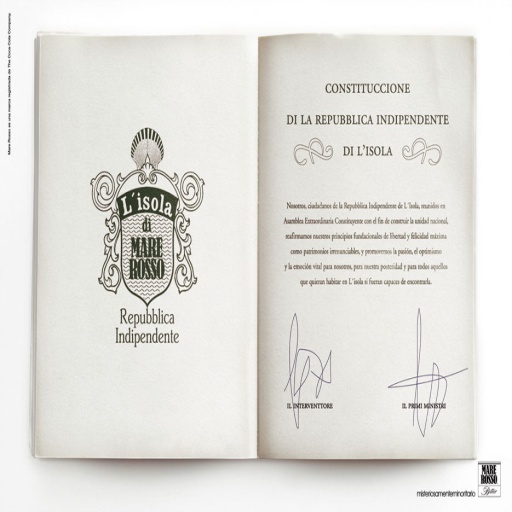 Mare Rosso es una marca registrada de The Coca-Cola Company.
L'isola
di
MARE
ROSSO
Repubblica
Indipendente
CONSTITUCCIONE
DI LA REPUBBLICA INDIPENDENTE
DI L'ISOLA
Nosotros, ciudadanos de la Repubblica Indipendente de L'Isola, reunidos en
Asamblea Extraordinaria Constituyente con el fin de construir la unidad nacional,
reafirmamos nuestros principios fundacionales de libertad y felicidad máxima
como patrimonios irrenunciables, y promovemos la pasión, el optimismo
y la emoción vital para nosotros, para nuestra posteridad y para todos aquellos
que quieran habitar en L'isola si fueran capaces de encontrarla.
IL INTERVENTTORE
IL PRIMI MINISTRI
misteriosamenteminoritario
MARE
ROSSO
Bitter